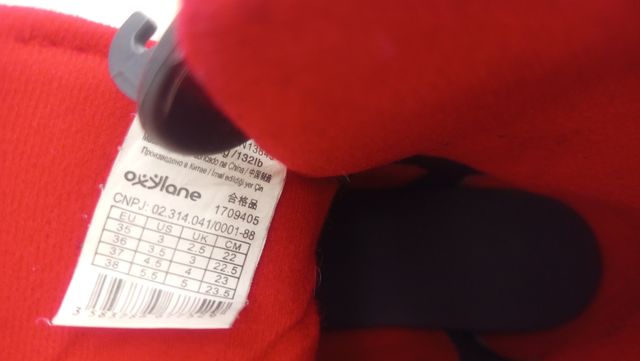 /132lb
na China / 中国制造
Произведено в Китае / İmal edildiği yer Çin
oxylane 合格品
1709405
CNPJ: 02.314.041/0001-88
EU US UK CM
35 3 2.5 22
36 3.5 3 22.5
37 4.5 4 23
38 5.5 5 23.5